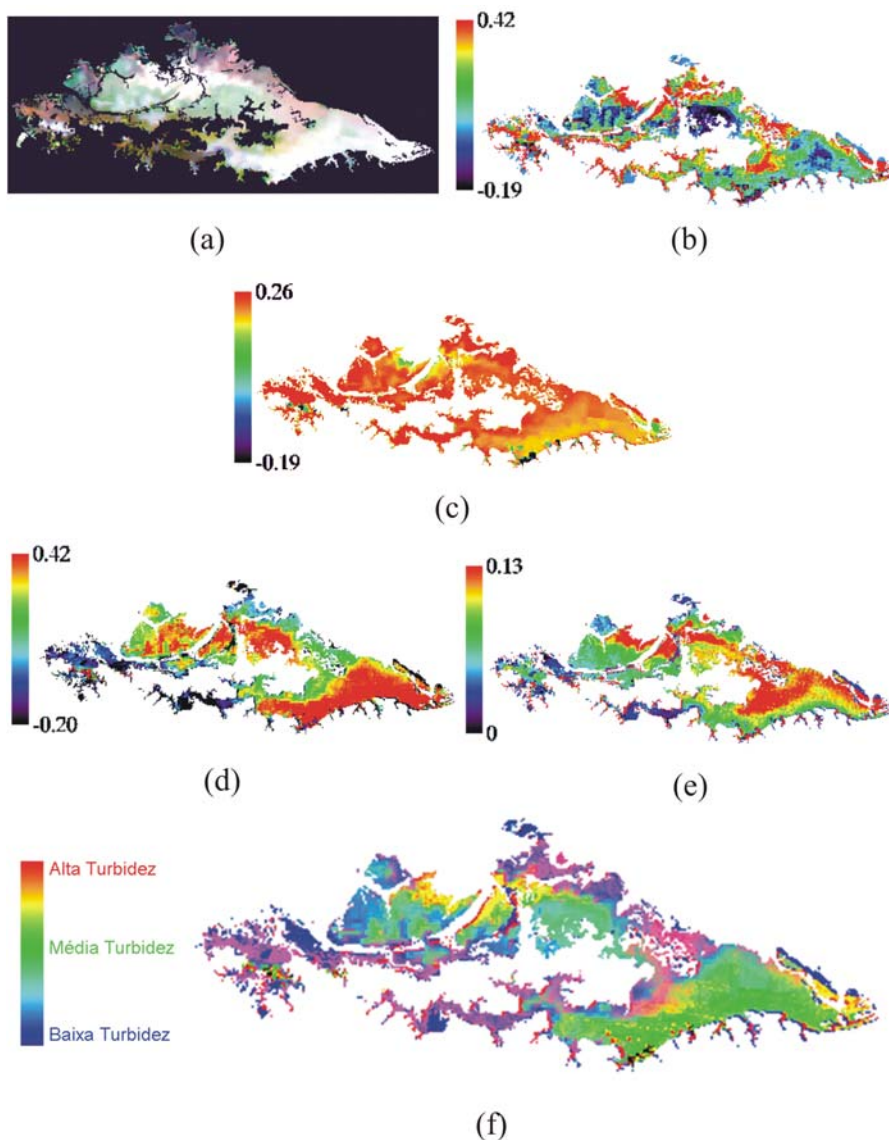 0.42
-0.19
(a)
(b)
0.26
-0.19
(c)
0.42
-0.20
(d)
0.13
0
(e)
Alta Turbidez
Média Turbidez
Baixa Turbidez
(f)